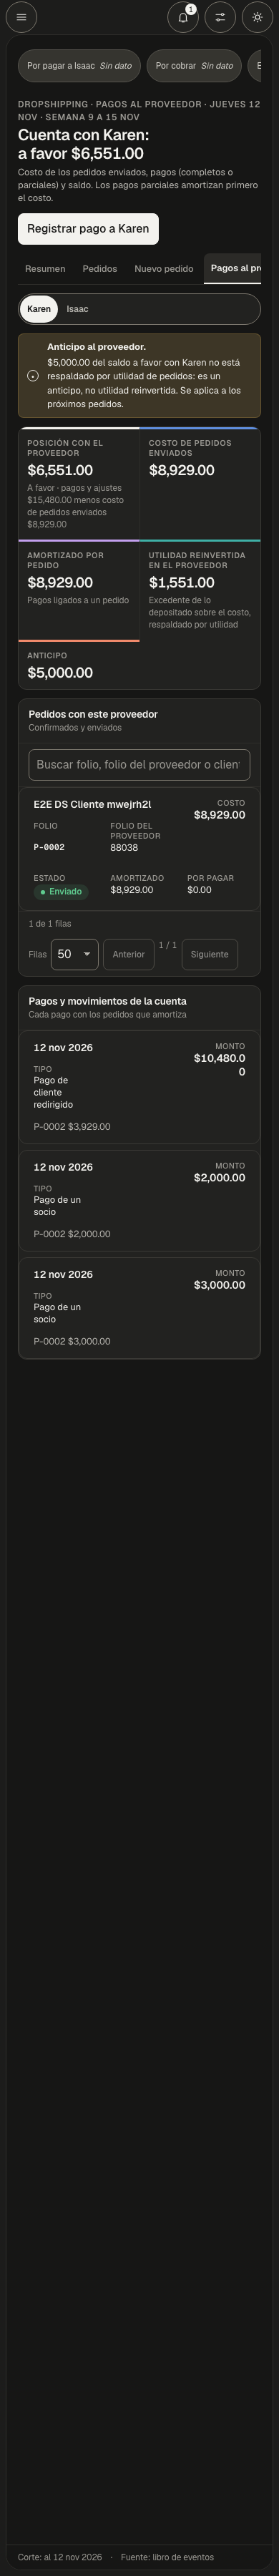 1
Por pagar a Isaac Sin dato
Por cobrar Sin dato
E
DROPSHIPPING · PAGOS AL PROVEEDOR · JUEVES 12
NOV · SEMANA 9 A 15 NOV
Cuenta con Karen:
a favor $6,551.00
Costo de los pedidos enviados, pagos (completos o
parciales) y saldo. Los pagos parciales amortizan primero
el costo.
Registrar pago a Karen
Resumen
Pedidos
Nuevo pedido
Pagos al pro
Karen
Isaac
Anticipo al proveedor.
$5,000.00 del saldo a favor con Karen no está
respaldado por utilidad de pedidos: es un
anticipo, no utilidad reinvertida. Se aplica a los
próximos pedidos.
POSICIÓN CON EL
PROVEEDOR
$6,551.00
A favor · pagos y ajustes
$15,480.00 menos costo
de pedidos enviados
$8,929.00
COSTO DE PEDIDOS
ENVIADOS
$8,929.00
AMORTIZADO POR
PEDIDO
$8,929.00
Pagos ligados a un pedido
UTILIDAD REINVERTIDA
EN EL PROVEEDOR
$1,551.00
Excedente de lo
depositado sobre el costo,
respaldado por utilidad
ANTICIPO
$5,000.00
Pedidos con este proveedor
Confirmados y enviados
Buscar folio, folio del proveedor o clien
E2E DS Cliente mwejrh2l
COSTO
$8,929.00
FOLIO
P-0002
FOLIO DEL
PROVEEDOR
88038
ESTADO
Enviado
AMORTIZADO
$8,929.00
POR PAGAR
$0.00
1 de 1 filas
Filas
50
Anterior
1 / 1
Siguiente
Pagos y movimientos de la cuenta
Cada pago con los pedidos que amortiza
12 nov 2026
MONTO
$10,480.0
0
TIPO
Pago de
cliente
redirigido
P-0002 $3,929.00
12 nov 2026
MONTO
$2,000.00
TIPO
Pago de un
socio
P-0002 $2,000.00
12 nov 2026
MONTO
$3,000.00
TIPO
Pago de un
socio
P-0002 $3,000.00
Corte: al 12 nov 2026 · Fuente: libro de eventos